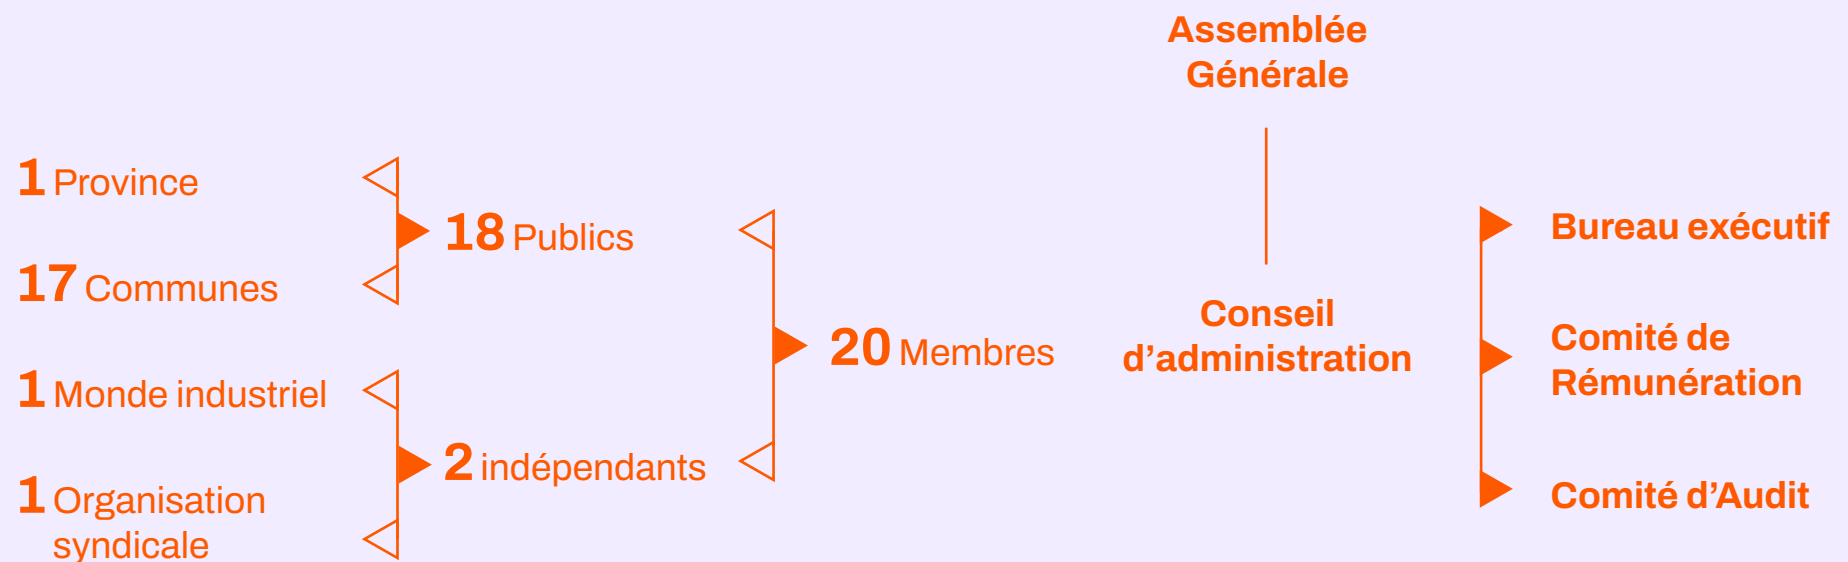 Assemblée
Générale
1 Province
17 Communes
18 Publics
1 Monde industriel
1 Organisation
syndicale
2 indépendants
20 Membres
Conseil
d’administration
Bureau exécutif
Comité de
Rémunération
Comité d’Audit